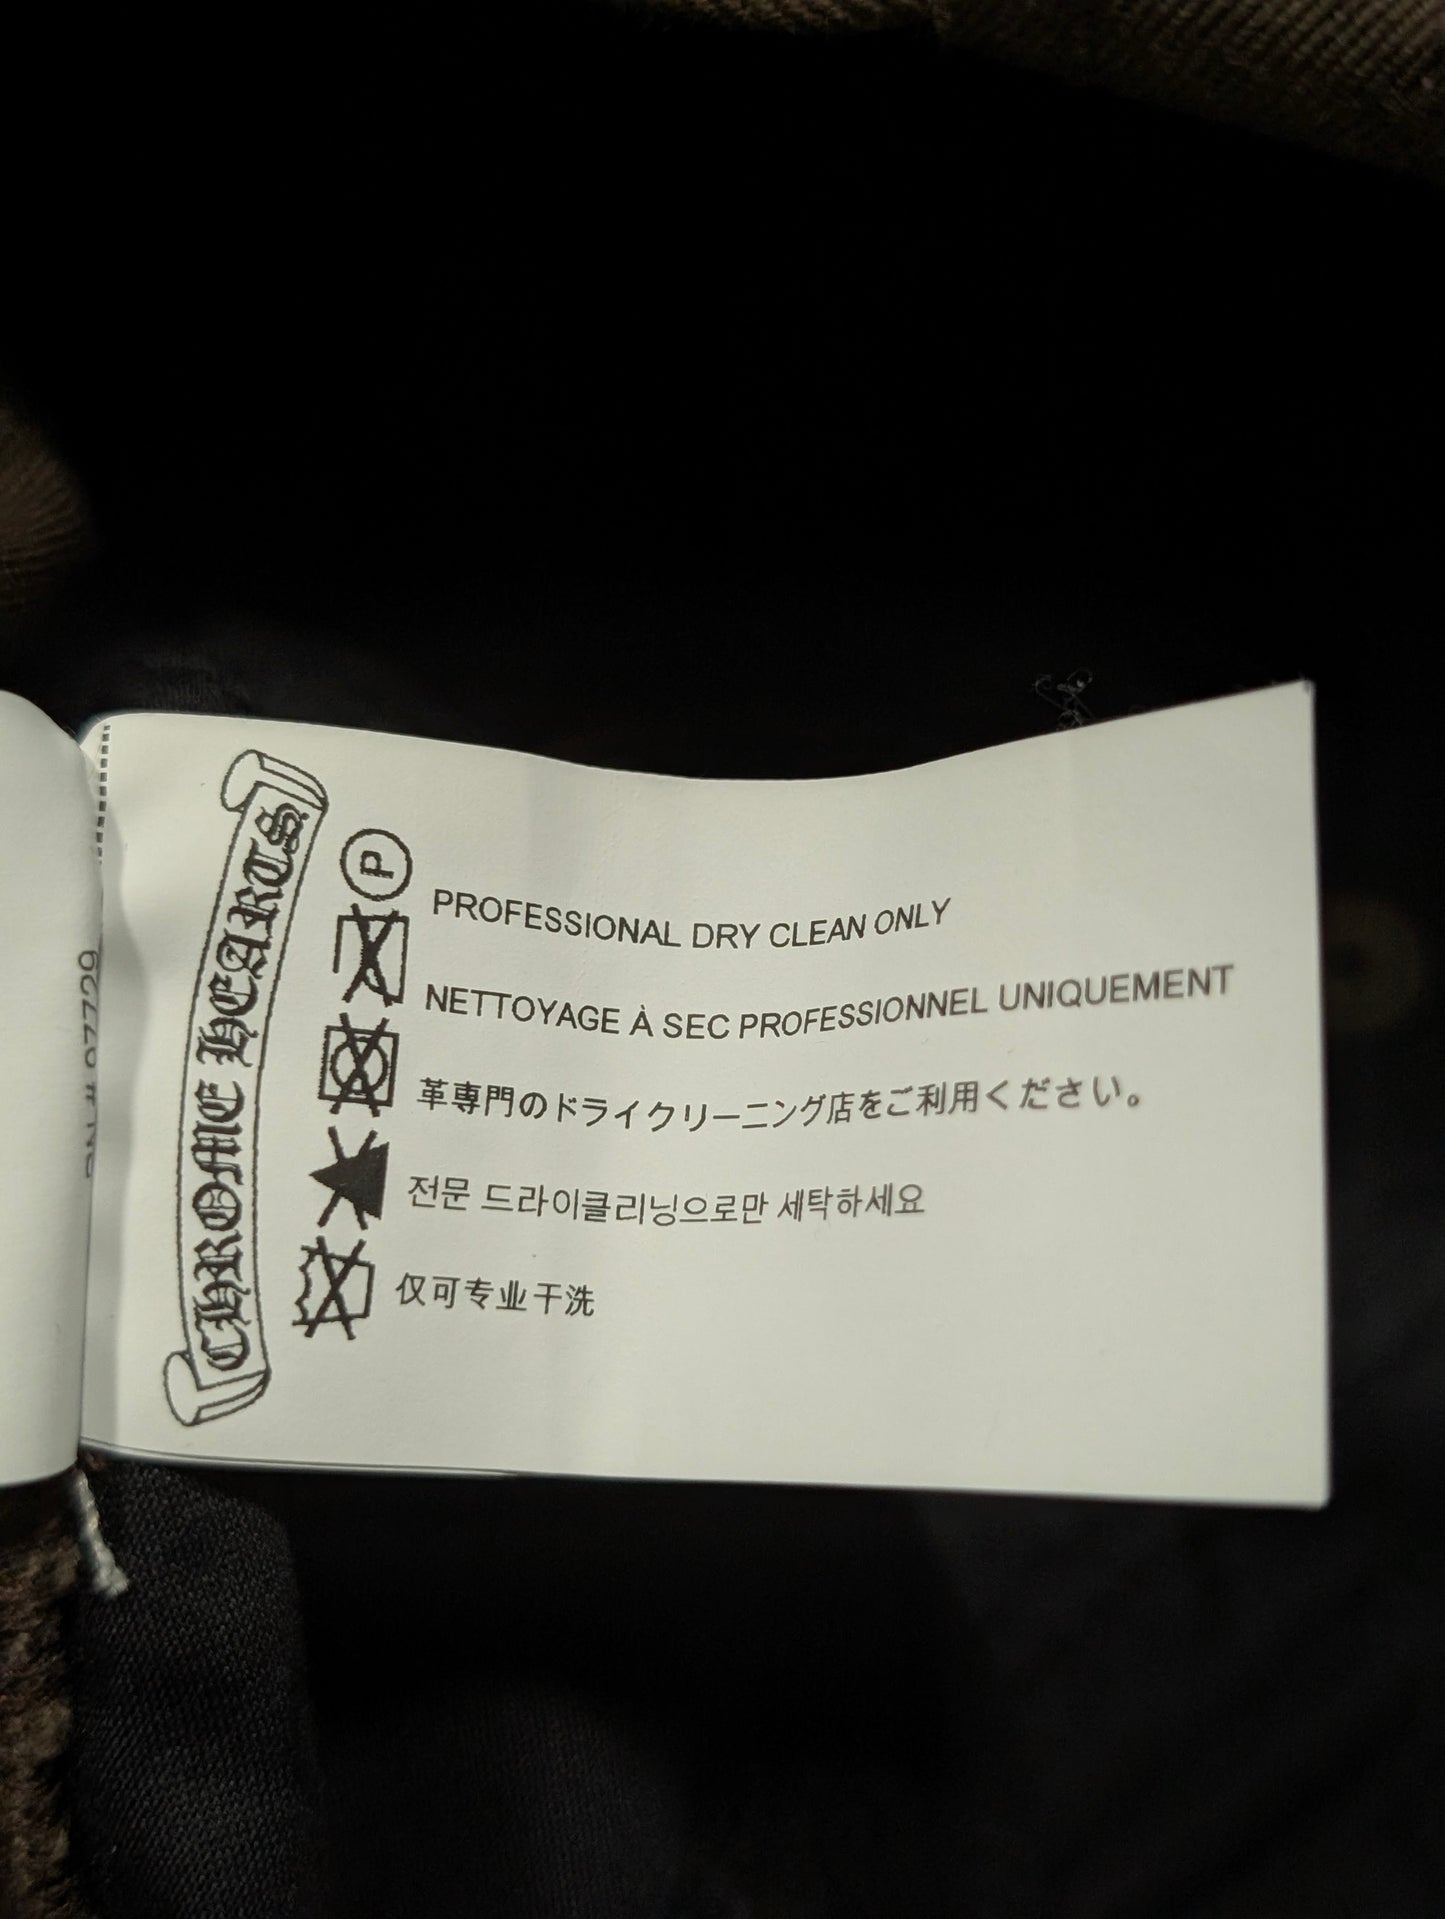 CHROME HEARTS
P
PROFESSIONAL DRY CLEAN ONLY
NETTOYAGE À SEC PROFESSIONNEL UNIQUEMENT
革専門のドライクリーニング店をご利用ください。
전문 드라이클리닝으로만 세탁하세요
仅可专业干洗